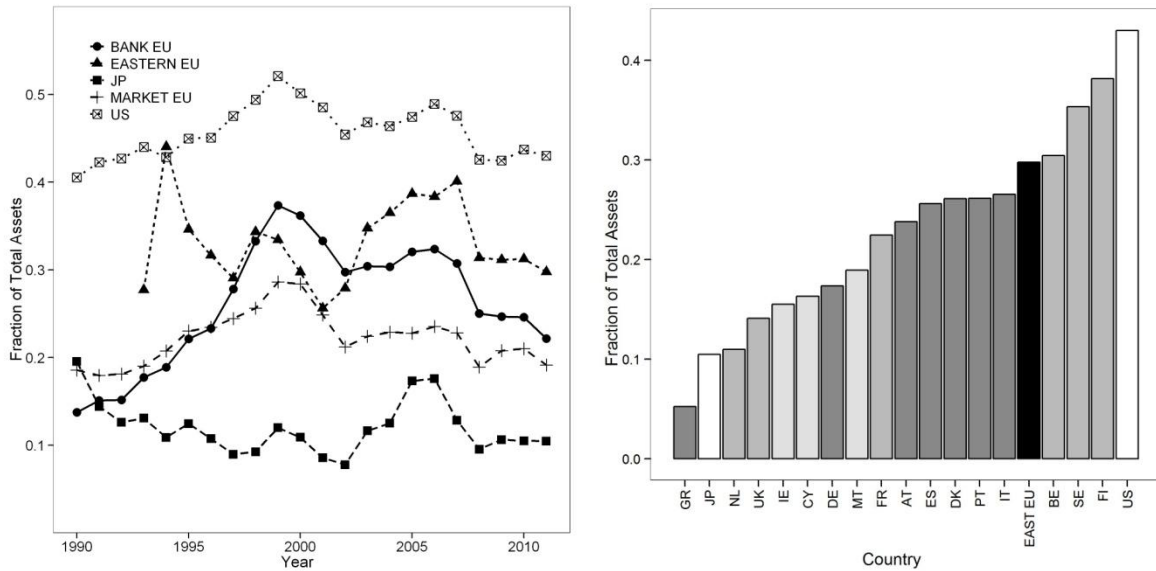 BANK EU
EASTERN EU
JP
MARKET EU
US
Fraction of Total Assets
0.5
0.4
0.3
0.2
0.1
1990 1995 2000 2005 2010
Year
Fraction of Total Assets
0.4
0.3
0.2
0.1
0.0
GR JP NL UK IE CY DE MT FR AT ES DK PT IT EAST EU BE SE FI US
Country